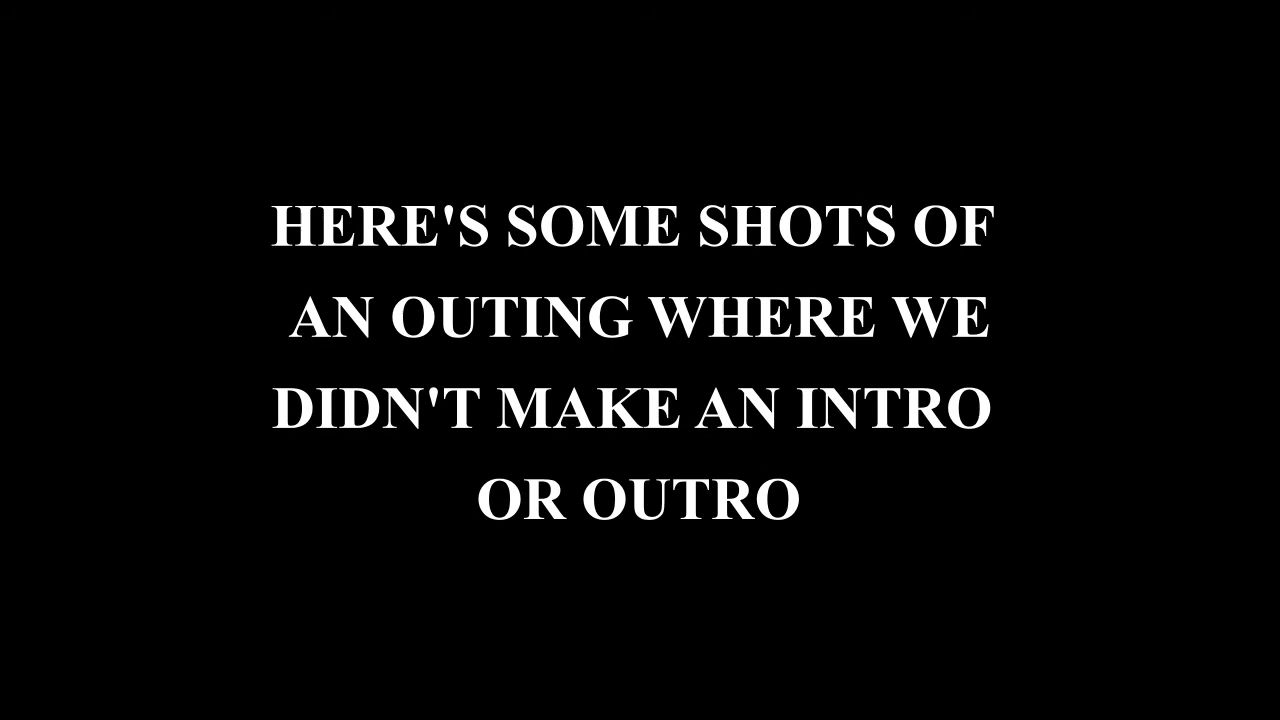 HERE'S SOME SHOTS OF
AN OUTING WHERE WE
DIDN'T MAKE AN INTRO
OR OUTRO